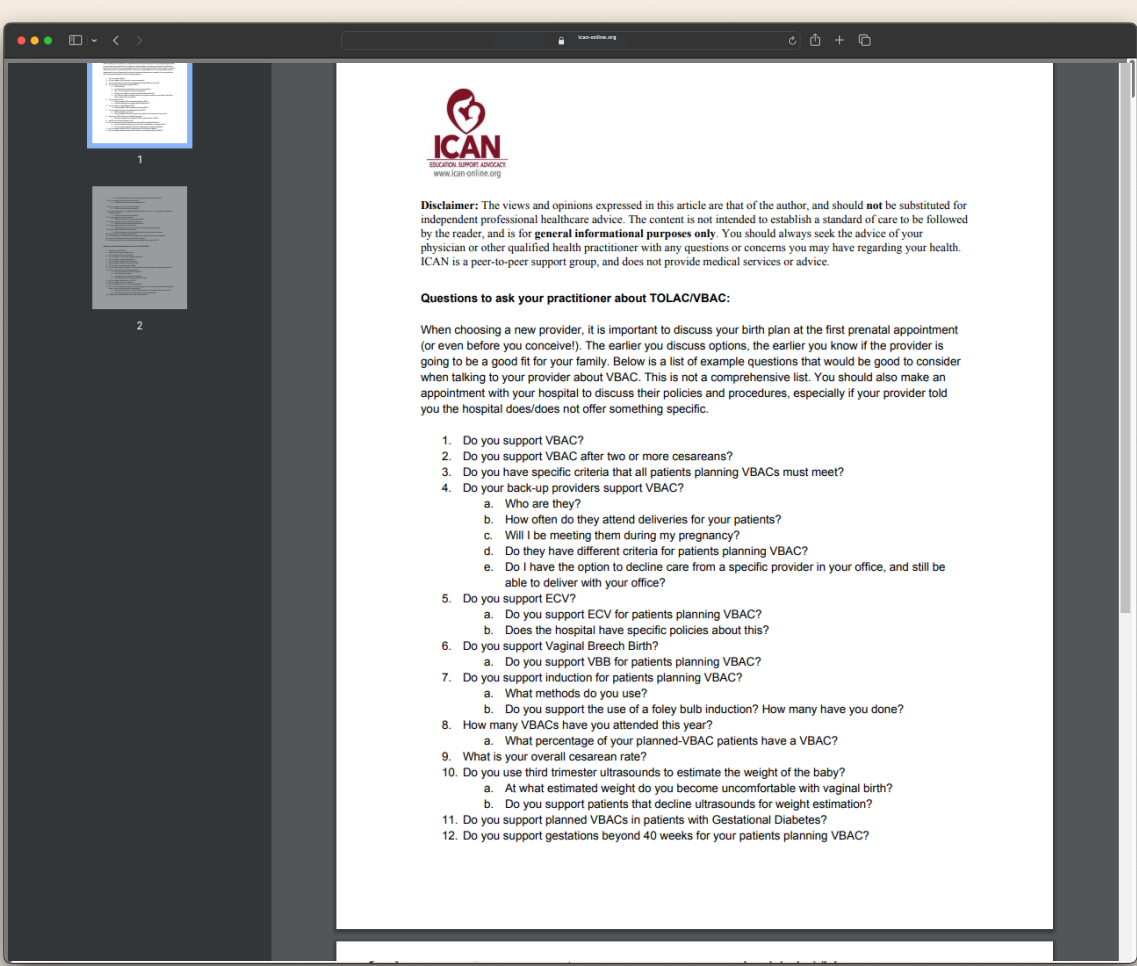 ican-online.org
1
2
ICAN
EDUCATION. SUPPORT. ADVOCACY.
www.ican-online.org
Disclaimer: The views and opinions expressed in this article are that of the author, and should not be substituted for
independent professional healthcare advice. The content is not intended to establish a standard of care to be followed
by the reader, and is for general informational purposes only. You should always seek the advice of your
physician or other qualified health practitioner with any questions or concerns you may have regarding your health.
ICAN is a peer-to-peer support group, and does not provide medical services or advice.
Questions to ask your practitioner about TOLAC/VBAC:
When choosing a new provider, it is important to discuss your birth plan at the first prenatal appointment
(or even before you conceive!). The earlier you discuss options, the earlier you know if the provider is
going to be a good fit for your family. Below is a list of example questions that would be good to consider
when talking to your provider about VBAC. This is not a comprehensive list. You should also make an
appointment with your hospital to discuss their policies and procedures, especially if your provider told
you the hospital does/does not offer something specific.
1. Do you support VBAC?
2. Do you support VBAC after two or more cesareans?
3. Do you have specific criteria that all patients planning VBACs must meet?
4. Do your back-up providers support VBAC?
a. Who are they?
b. How often do they attend deliveries for your patients?
c. Will I be meeting them during my pregnancy?
d. Do they have different criteria for patients planning VBAC?
e. Do I have the option to decline care from a specific provider in your office, and still be
able to deliver with your office?
5. Do you support ECV?
a. Do you support ECV for patients planning VBAC?
b. Does the hospital have specific policies about this?
6. Do you support Vaginal Breech Birth?
a. Do you support VBB for patients planning VBAC?
7. Do you support induction for patients planning VBAC?
a. What methods do you use?
b. Do you support the use of a foley bulb induction? How many have you done?
8. How many VBACs have you attended this year?
a. What percentage of your planned-VBAC patients have a VBAC?
9. What is your overall cesarean rate?
10. Do you use third trimester ultrasounds to estimate the weight of the baby?
a. At what estimated weight do you become uncomfortable with vaginal birth?
b. Do you support patients that decline ultrasounds for weight estimation?
11. Do you support planned VBACs in patients with Gestational Diabetes?
12. Do you support gestations beyond 40 weeks for your patients planning VBAC?